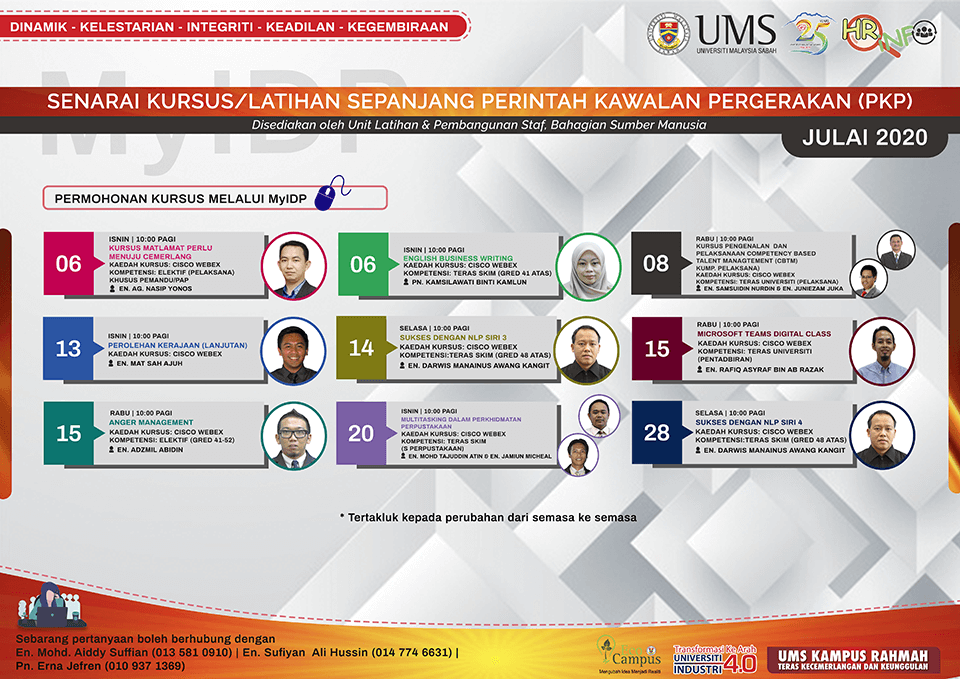 DINAMIK - KELESTARIAN - INTEGRITI - KEADILAN - KEGEMBIRAAN
UMS
UNIVERSITI MALAYSIA SABAH
25
HR INFO
MyIDP
SENARAI KURSUS/LATIHAN SEPANJANG PERINTAH KAWALAN PERGERAKAN (PKP)
Disediakan oleh Unit Latihan & Pembangunan Staf, Bahagian Sumber Manusia
JULAI 2020
PERMOHONAN KURSUS MELALUI MyIDP
06
ISNIN | 10:00 PAGI
KURSUS MATLAMAT PERLU
MENUJU CEMERLANG
KAEDAH KURSUS: CISCO WEBEX
KOMPETENSI: ELEKTIF (PELAKSANA)
KHUSUS PEMANDU/PAP
EN. AG. NASIP YONOS
06
ISNIN | 10:00 PAGI
ENGLISH BUSINESS WRITING
KAEDAH KURSUS: CISCO WEBEX
KOMPETENSI: TERAS SKIM (GRED 41 ATAS)
PN. KAMSILAWATI BINTI KAMLUN
08
RABU | 10:00 PAGI
KURSUS PENGENALAN DAN
PELAKSANAAN COMPETENCY BASED
TALENT MANAGTEMENT (CBTM)
KUMP. PELAKSANA)
KAEDAH KURSUS: CISCO WEBEX
KOMPETENSI: TERAS UNIVERSITI (PELAKSANA)
EN. SAMSUIDIN NURDIN & EN. JUNIEZAM JUKA
13
ISNIN | 10:00 PAGI
PEROLEHAN KERAJAAN (LANJUTAN)
KAEDAH KURSUS: CISCO WEBEX
EN. MAT SAH AJUH
14
SELASA | 10:00 PAGI
SUKSES DENGAN NLP SIRI 3
KAEDAH KURSUS: CISCO WEBEX
KOMPETENSI:TERAS SKIM (GRED 48 ATAS)
EN. DARWIS MANAINUS AWANG KANGIT
15
RABU | 10:00 PAGI
MICROSOFT TEAMS DIGITAL CLASS
KAEDAH KURSUS: CISCO WEBEX
KOMPETENSI: TERAS UNIVERSITI
(PENTADBIRAN)
EN. RAFIQ ASYRAF BIN AB RAZAK
15
RABU | 10:00 PAGI
ANGER MANAGEMENT
KAEDAH KURSUS: CISCO WEBEX
KOMPETENSI: ELEKTIF (GRED 41-52)
EN. ADZMIL ABIDIN
20
ISNIN | 10:00 PAGI
MULTITASKING DALAM PERKHIDMATAN
PERPUSTAKAAN
KAEDAH KURSUS: CISCO WEBEX
KOMPETENSI: TERAS SKIM
(S PERPUSTAKAAN)
EN. MOHD TAJUDDIN ATIN & EN. JAMIUN MICHEAL
28
SELASA | 10:00 PAGI
SUKSES DENGAN NLP SIRI 4
KAEDAH KURSUS: CISCO WEBEX
KOMPETENSI:TERAS SKIM (GRED 48 ATAS)
EN. DARWIS MANAINUS AWANG KANGIT
* Tertakluk kepada perubahan dari semasa ke semasa
Sebarang pertanyaan boleh berhubung dengan
En. Mohd. Aiddy Suffian (013 581 0910) | En. Sufiyan Ali Hussin (014 774 6631) |
Pn. Erna Jefren (010 937 1369)
Campus
Mengubah Idea Menjadi Realiti
Transformasi Ke Arah
UNIVERSITI
INDUSTRI 4.0
UMS KAMPUS RAHMAH
TERAS KECEMERLANGAN DAN KEUNGGULAN